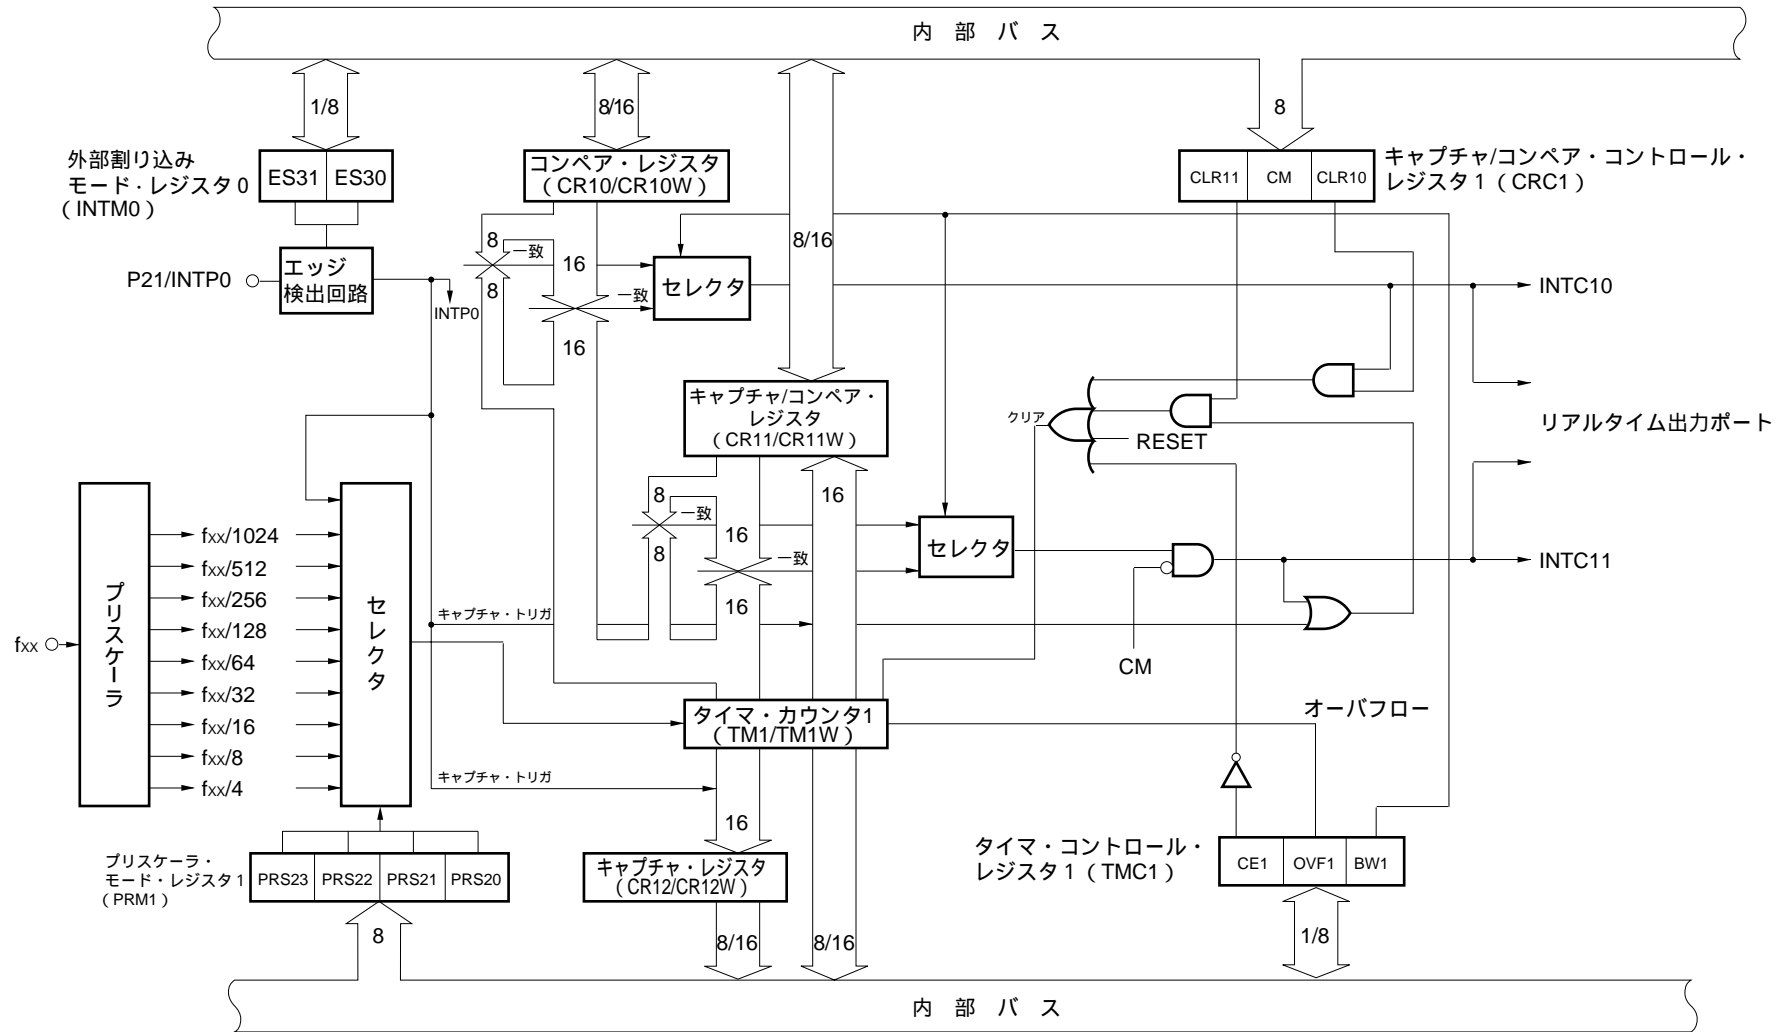 内 部 バ ス
1/8
8/16
8
外部割り込み
モード・レジスタ0
(INTM0)
ES31 ES30
コンペア・レジスタ
(CR10/CR10W)
8/16
CLR11 CM CLR10
キャプチャ/コンペア・コントロール・
レジスタ1(CRC1)
P21/INTP0
エッジ
検出回路
INTP0
8
一致
16
8
一致
16
セレクタ
INTC10
キャプチャ/コンペア・
レジスタ
(CR11/CR11W)
クリア
RESET
リアルタイム出力ポート
8
一致
16
16
8
一致
16
セレクタ
INTC11
CM
fxx
プリスケーラ
fxx/1024
fxx/512
fxx/256
fxx/128
fxx/64
fxx/32
fxx/16
fxx/8
fxx/4
セレクタ
キャプチャ・トリガ
タイマ・カウンタ1
(TM1/TM1W)
オーバフロー
キャプチャ・トリガ
16
プリスケーラ・
モード・レジスタ1
(PRM1)
PRS23 PRS22 PRS21 PRS20
キャプチャ・レジスタ
(CR12/CR12W)
タイマ・コントロール・
レジスタ1(TMC1)
CE1 OVF1 BW1
8
8/16
8/16
1/8
内 部 バ ス